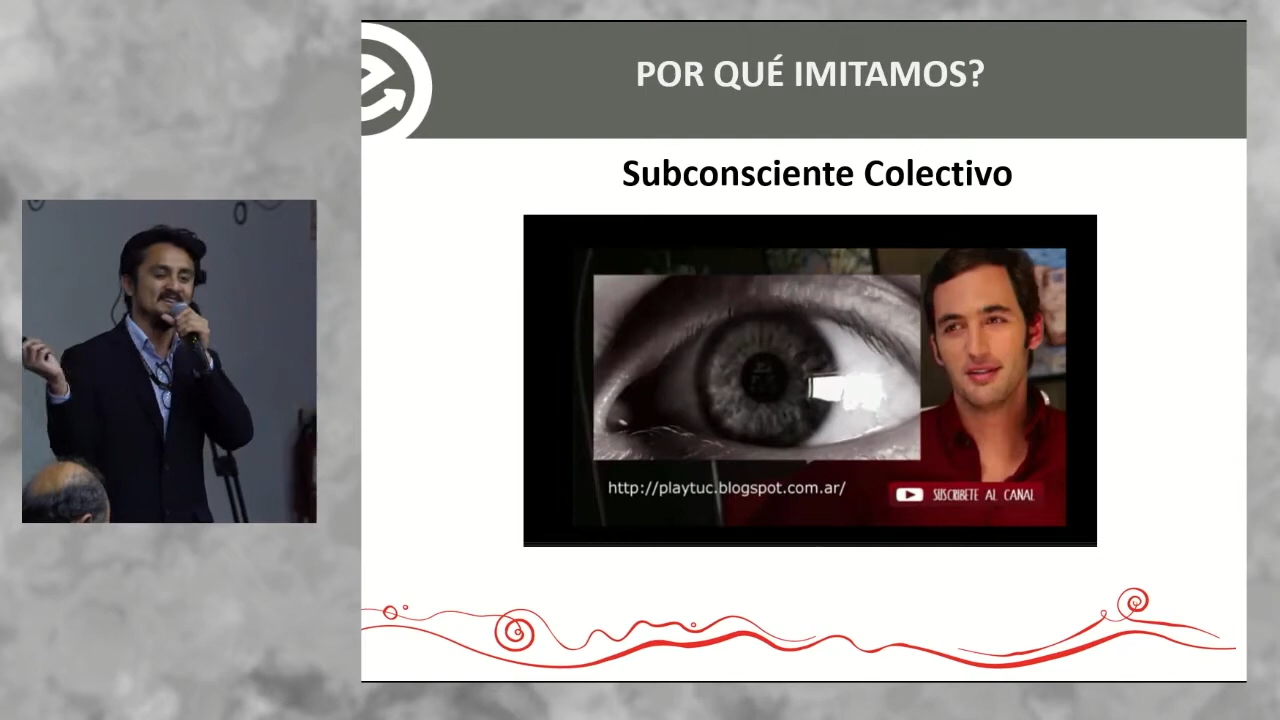 POR QUÉ IMITAMOS?
Subconsciente Colectivo
http://playtuc.blogspot.com.ar/
SUSCRIBETE AL CANAL